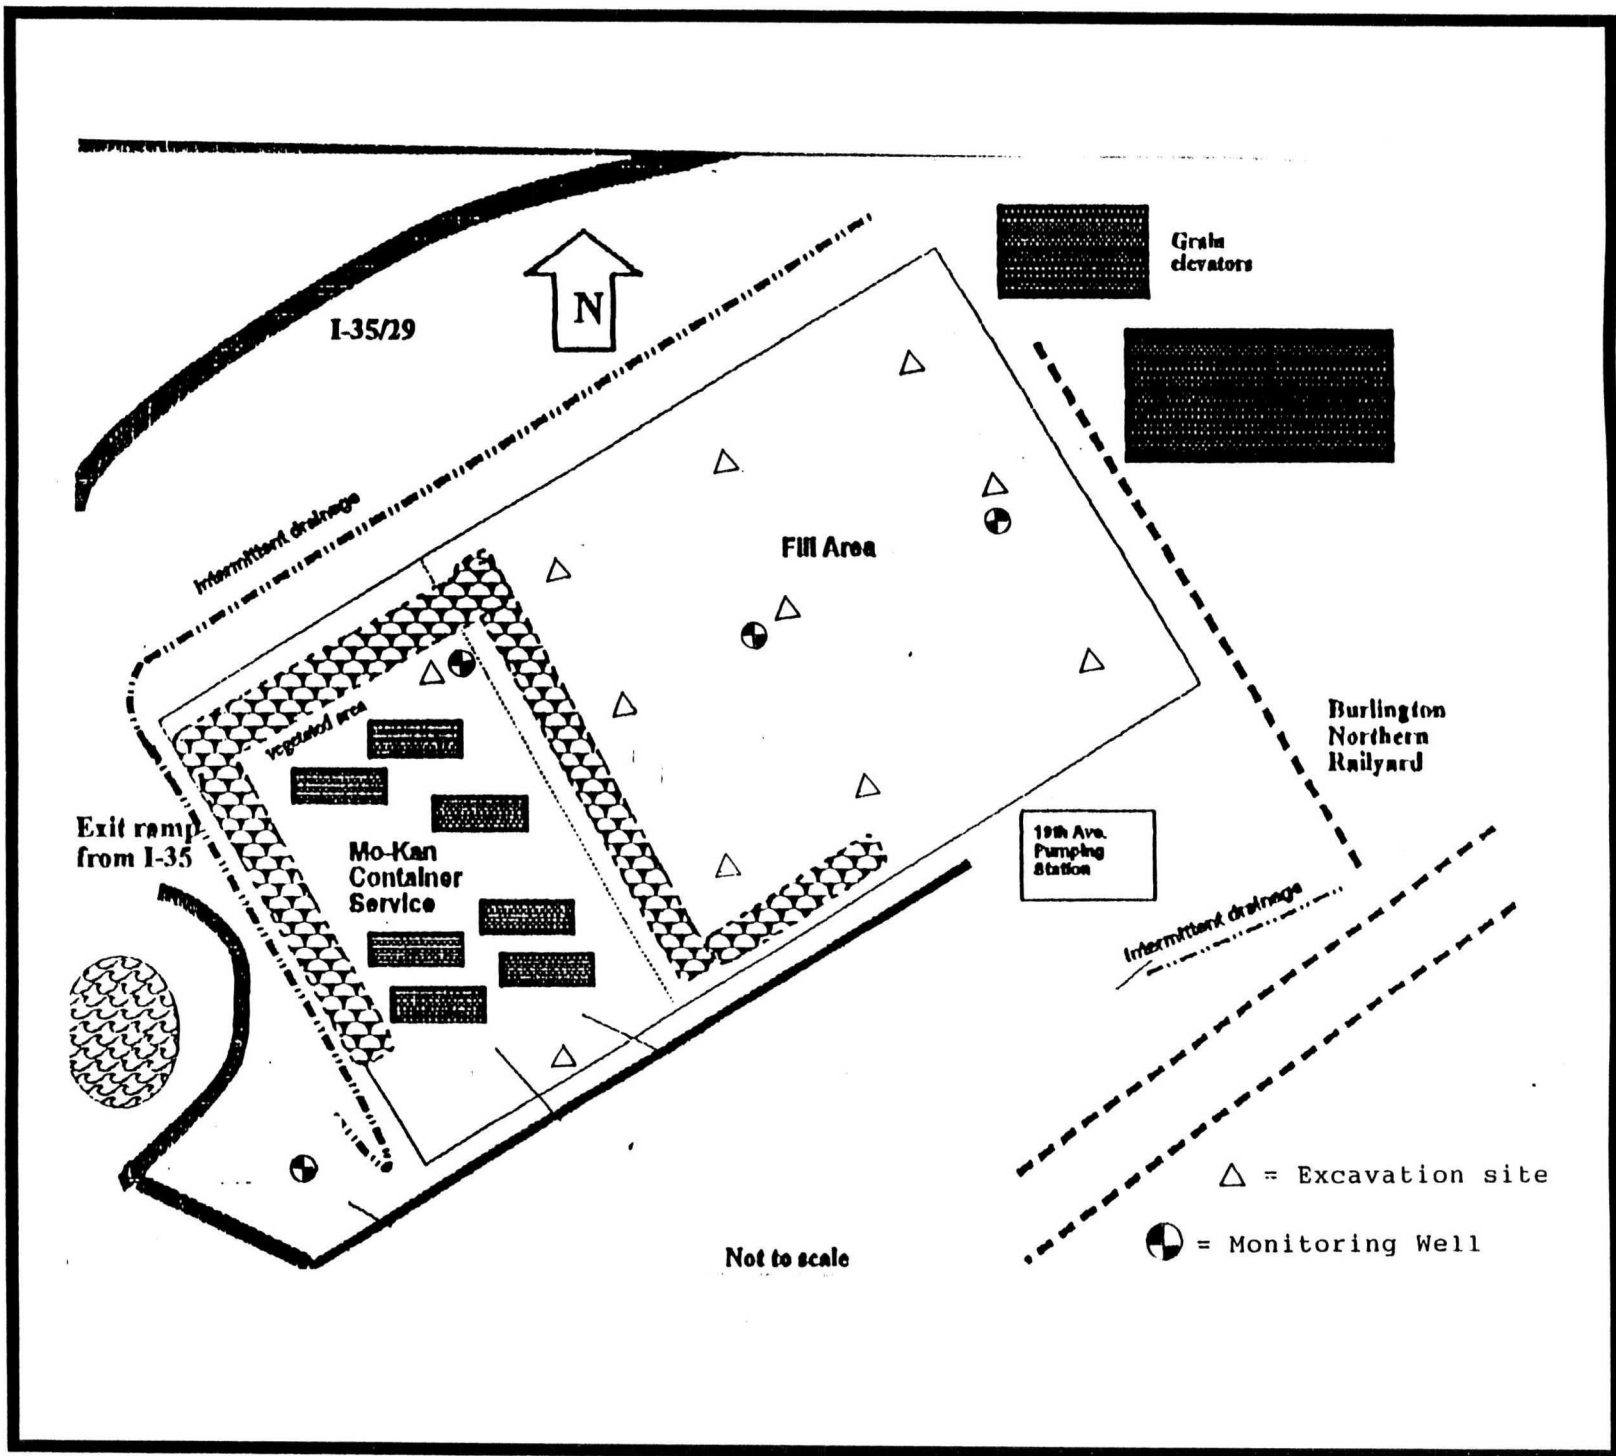 Grain
elevators
I-35/29
N
Intermittent drainage
Fill Area
vegetated area
Burlington
Northern
Railyard
Exit ramp
from I-35
Mo-Kan
Container
Service
19th Ave.
Pumping
Station
Intermittent drainage
△ = Excavation site
= Monitoring Well
Not to scale